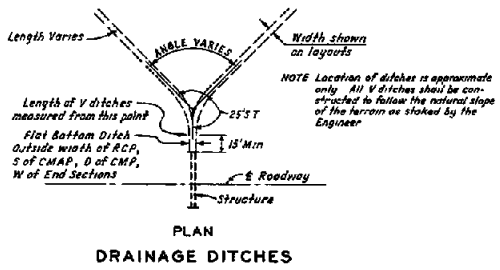 Length Varies
ANGLE VARIES
Width shown
on layouts
NOTE Location of ditches is approximate
only. All V ditches shall be con-
structed to follow the natural slope
of the terrain as staked by the
Engineer
Length of V ditches
measured from this point
25' S T
Flat Bottom Ditch
Outside width of RCP,
S of CMAP, D of CMP,
W of End Sections
15' Min
℄ Roadway
Structure
PLAN
DRAINAGE DITCHES